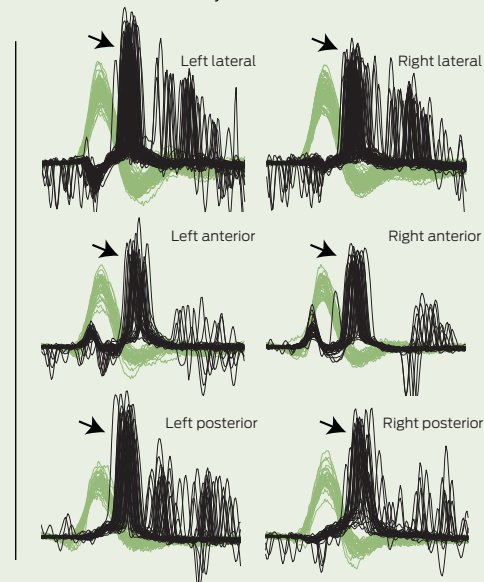 Left lateral
Right lateral
Left anterior
Right anterior
Left posterior
Right posterior